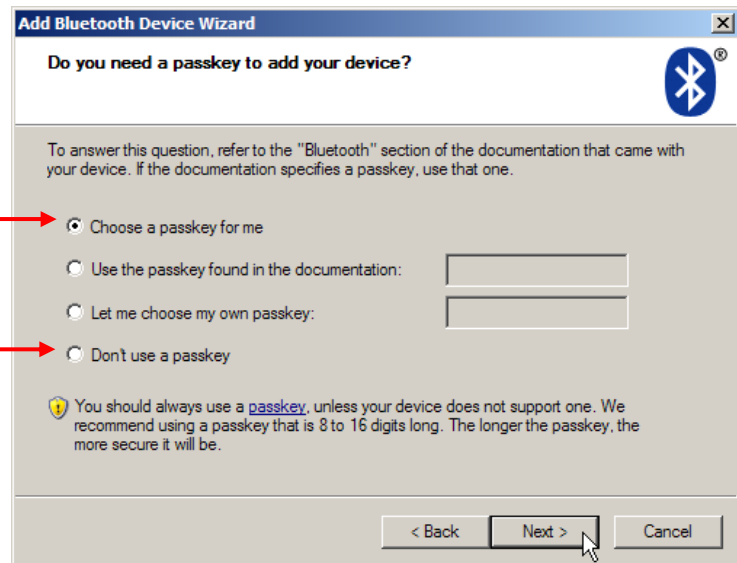 Add Bluetooth Device Wizard
Do you need a passkey to add your device?
®
To answer this question, refer to the "Bluetooth" section of the documentation that came with
your device. If the documentation specifies a passkey, use that one.
Choose a passkey for me
Use the passkey found in the documentation:
Let me choose my own passkey:
Don't use a passkey
You should always use a passkey, unless your device does not support one. We
recommend using a passkey that is 8 to 16 digits long. The longer the passkey, the
more secure it will be.
< Back Next > Cancel